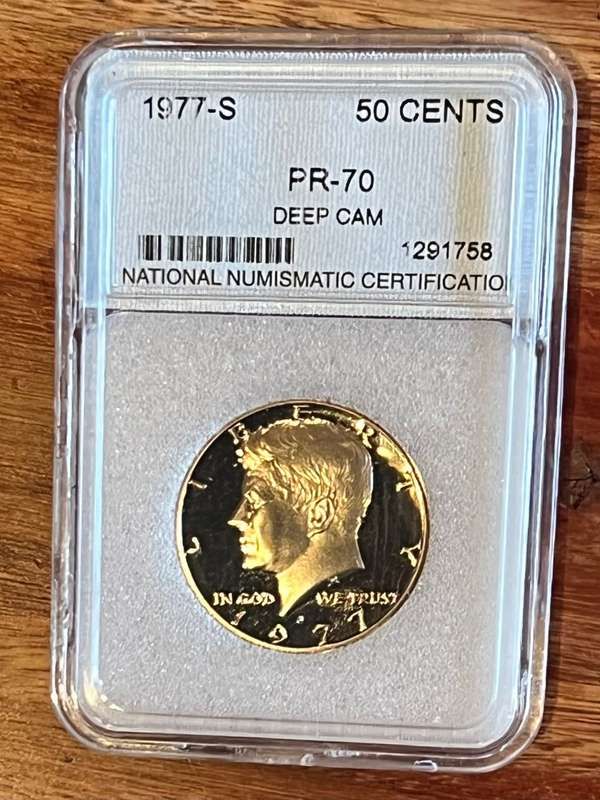 1977-S 50 CENTS
PR-70
DEEP CAM
1291758
NATIONAL NUMISMATIC CERTIFICATIO
LIBERTY
IN GOD WE TRUST
S
1977